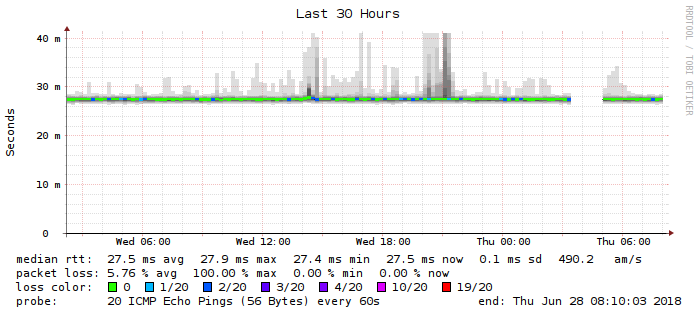 Last 30 Hours
RRDTOOL / TOBI OETIKER
Seconds
40 m
30 m
20 m
10 m
0
Wed 06:00 Wed 12:00 Wed 18:00 Thu 00:00 Thu 06:00
median rtt: 27.5 ms avg 27.9 ms max 27.4 ms min 27.5 ms now 0.1 ms sd 490.2 am/s
packet loss: 5.76 % avg 100.00 % max 0.00 % min 0.00 % now
loss color: 0 1/20 2/20 3/20 4/20 10/20 19/20
probe: 20 ICMP Echo Pings (56 Bytes) every 60s end: Thu Jun 28 08:10:03 2018